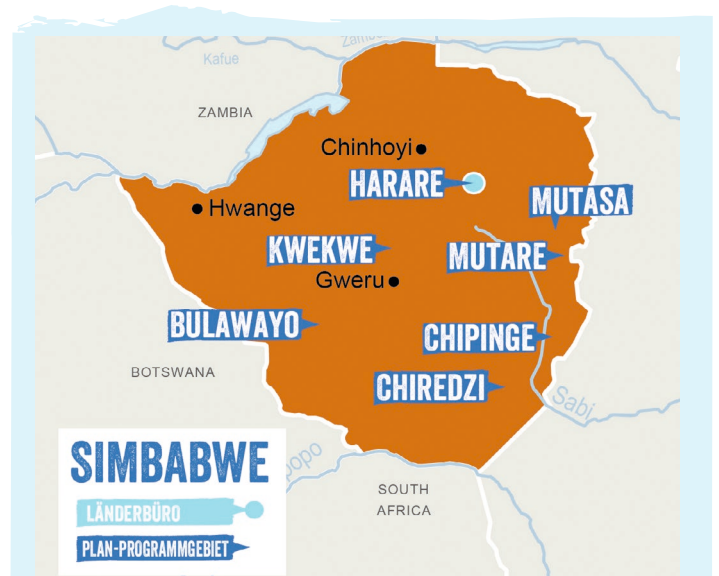 Kafue
ZAMBIA
Chinhoyi
HARARE
Hwange
MUTASA
KWEKWE
MUTARE
Gweru
BULAWAYO
CHIPINGE
BOTSWANA
CHIREDZI
Sabi
SIMBABWE
popo
LÄNDERBÜRO
SOUTH
AFRICA
PLAN-PROGRAMMGEBIET